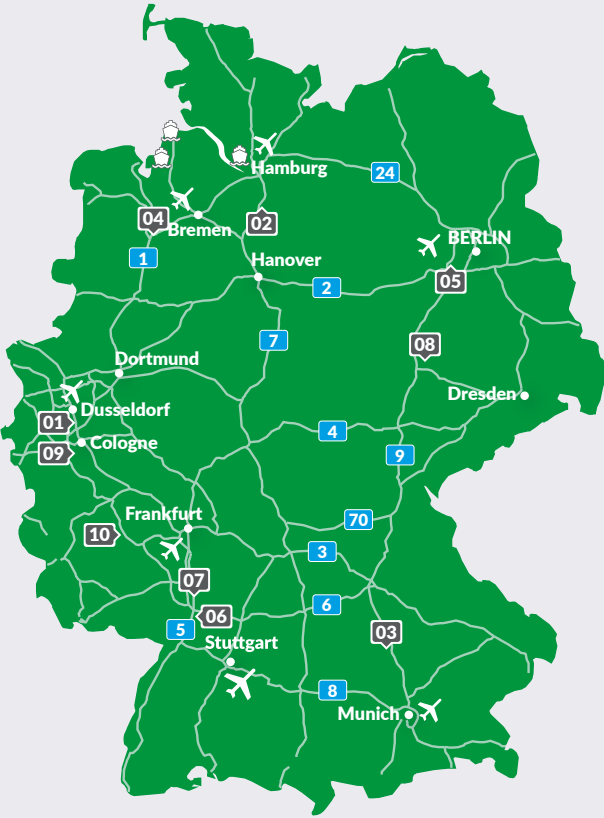 Hamburg
24
04
Bremen
02
BERLIN
1
Hanover
05
2
7
08
Dortmund
Dresden
Dusseldorf
01
4
Cologne
09
9
Frankfurt
70
10
3
07
6
06
5
03
Stuttgart
8
Munich